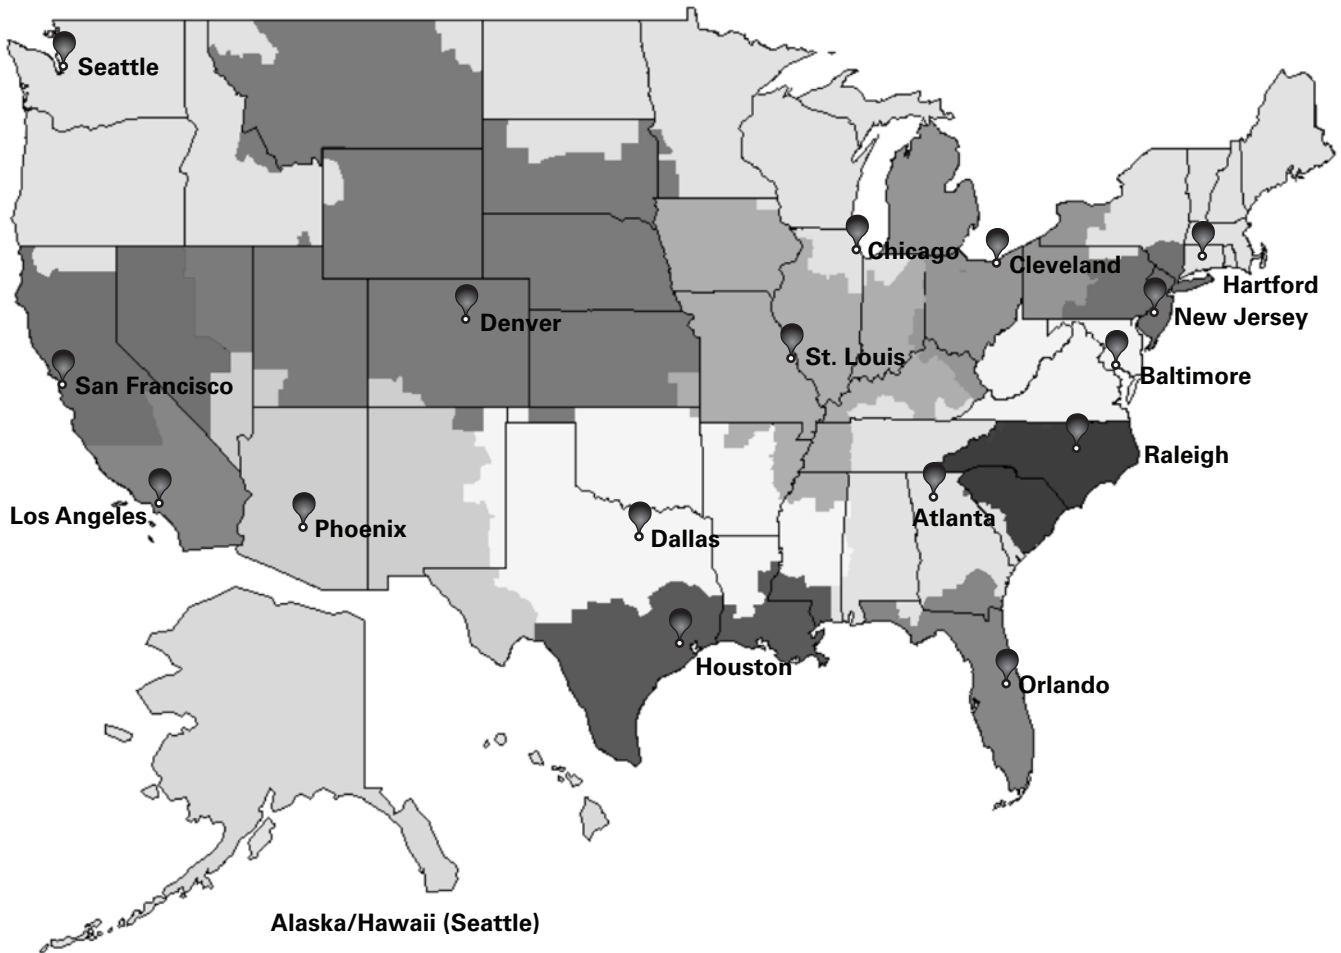 Seattle
Chicago
Cleveland
Hartford
New Jersey
Denver
St. Louis
San Francisco
Baltimore
Raleigh
Los Angeles
Phoenix
Dallas
Atlanta
Houston
Orlando
Alaska/Hawaii (Seattle)